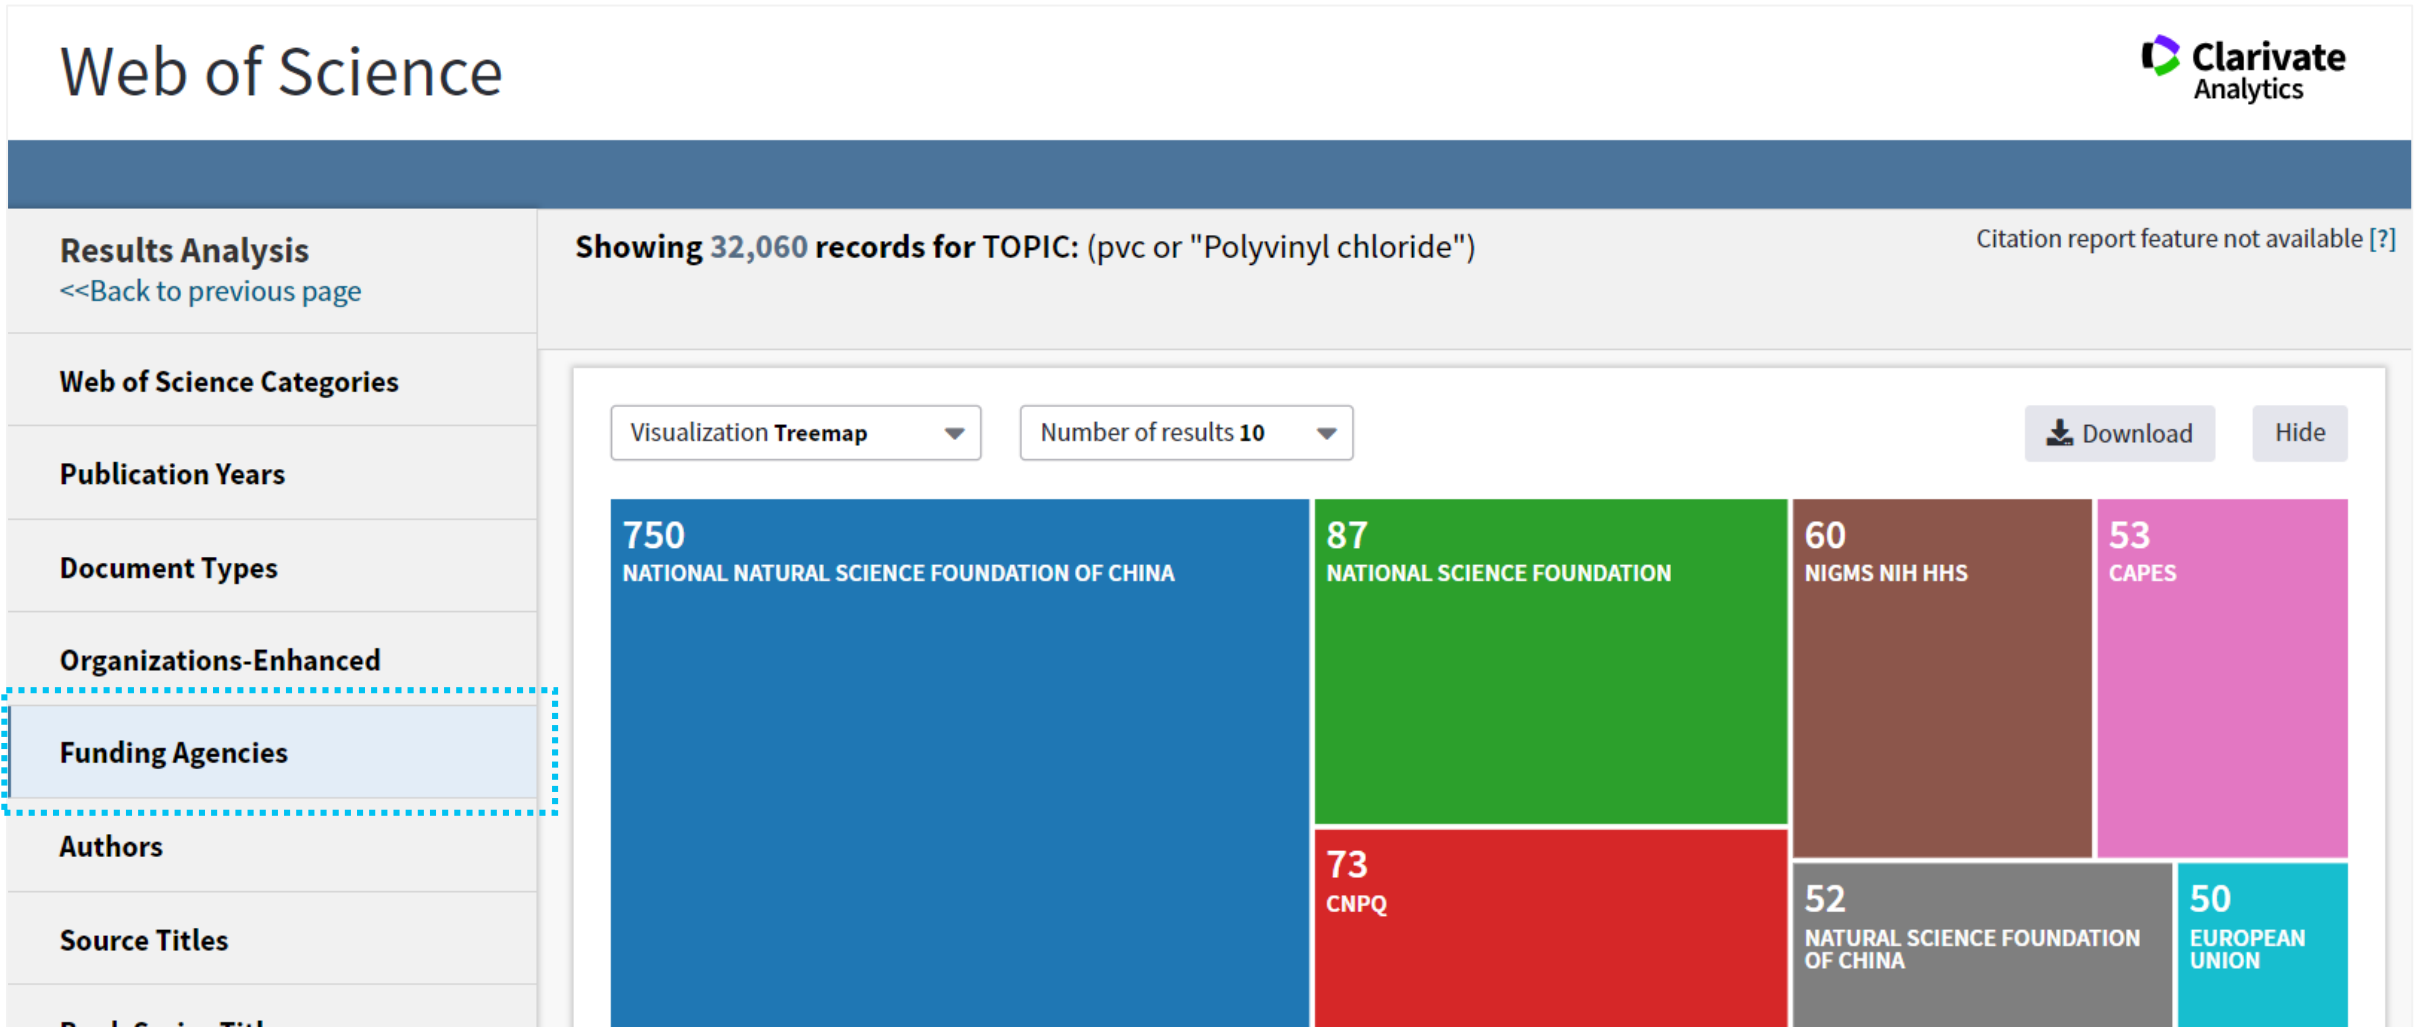 Web of Science
Clarivate
Analytics
Results Analysis
<<Back to previous page
Showing 32,060 records for TOPIC: (pvc or "Polyvinyl chloride")
Citation report feature not available [?]
Web of Science Categories
Publication Years
Document Types
Organizations-Enhanced
Funding Agencies
Authors
Source Titles
Visualization Treemap
Number of results 10
Download
Hide
750
NATIONAL NATURAL SCIENCE FOUNDATION OF CHINA
87
NATIONAL SCIENCE FOUNDATION
60
NIGMS NIH HHS
53
CAPES
73
CNPQ
52
NATURAL SCIENCE FOUNDATION
OF CHINA
50
EUROPEAN
UNION